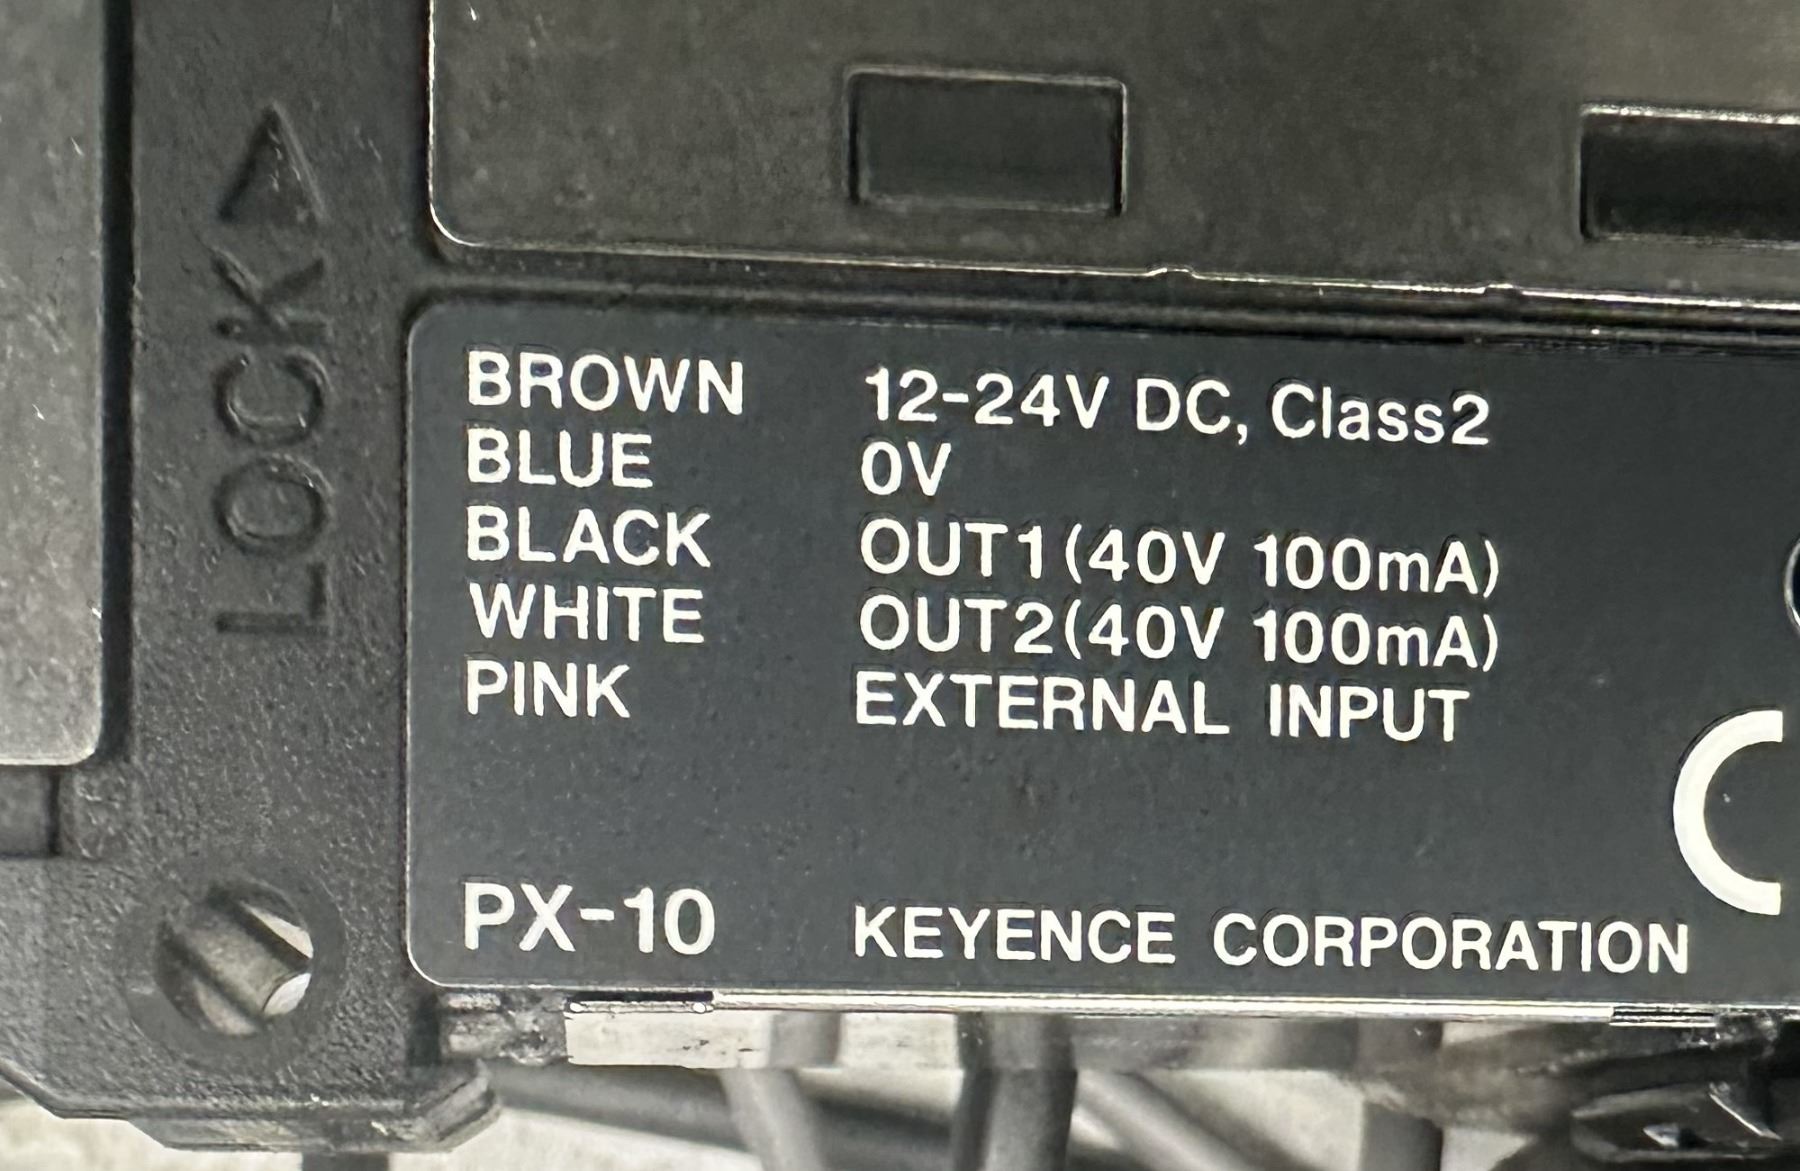 LOCK
BROWN 12-24V DC, Class2
BLUE 0V
BLACK OUT1(40V 100mA)
WHITE OUT2(40V 100mA)
PINK EXTERNAL INPUT
PX-10 KEYENCE CORPORATION